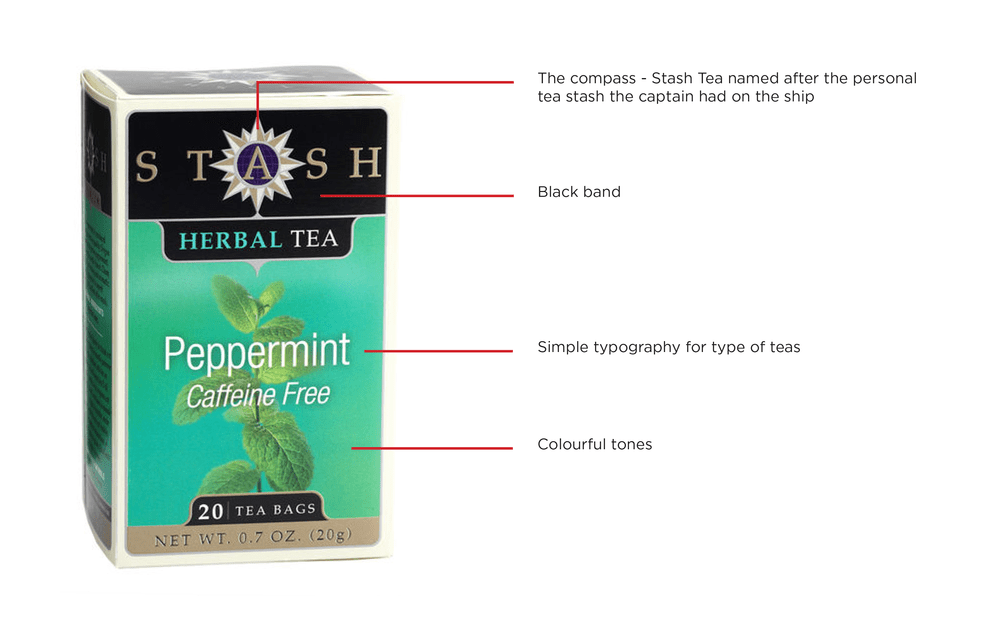 The compass - Stash Tea named after the personal
tea stash the captain had on the ship
STASH
Black band
HERBAL TEA
Peppermint
Simple typography for type of teas
Caffeine Free
Colourful tones
20 TEA BAGS
NET WT. 0.7 OZ. (20g)